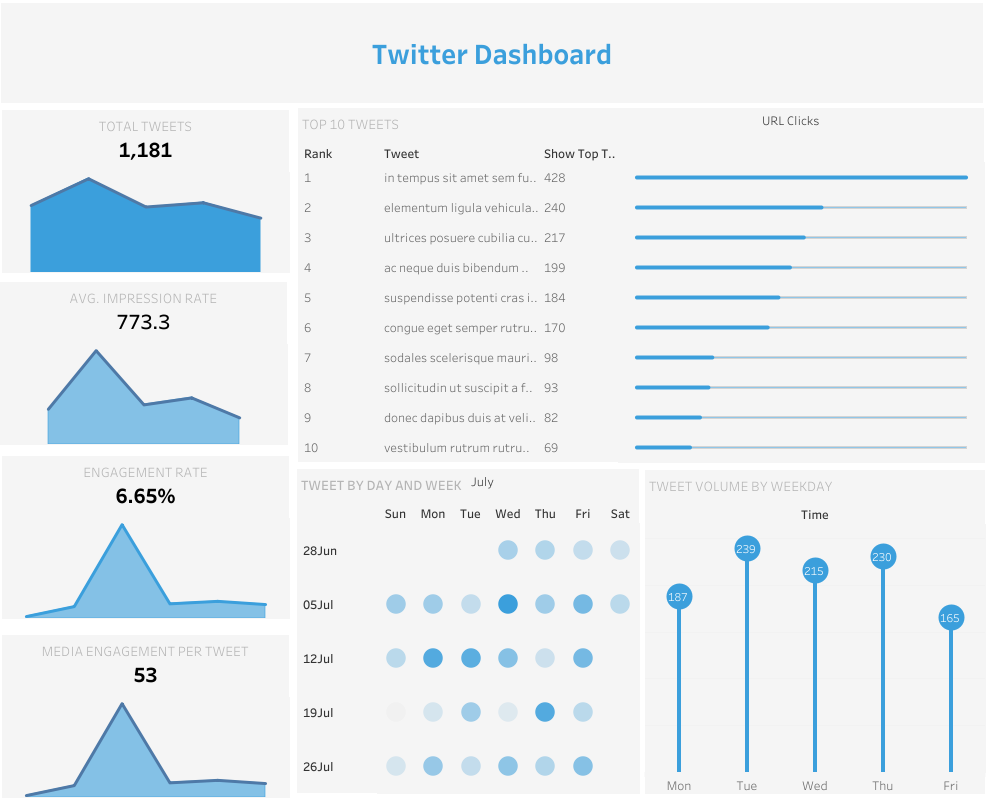 Twitter Dashboard
TOTAL TWEETS
1,181
AVG. IMPRESSION RATE
773.3
ENGAGEMENT RATE
6.65%
MEDIA ENGAGEMENT PER TWEET
53
TOP 10 TWEETS
URL Clicks
Rank Tweet Show Top T..
1 in tempus sit amet sem fu.. 428
2 elementum ligula vehicula.. 240
3 ultrices posuere cubilia cu.. 217
4 ac neque duis bibendum .. 199
5 suspendisse potenti cras i.. 184
6 congue eget semper rutru.. 170
7 sodales scelerisque mauri.. 98
8 sollicitudin ut suscipit a f.. 93
9 donec dapibus duis at veli.. 82
10 vestibulum rutrum rutru.. 69
TWEET BY DAY AND WEEK July
Sun Mon Tue Wed Thu Fri Sat
28Jun
05Jul
12Jul
19Jul
26Jul
TWEET VOLUME BY WEEKDAY
Time
187 239 215 230 165
Mon Tue Wed Thu Fri